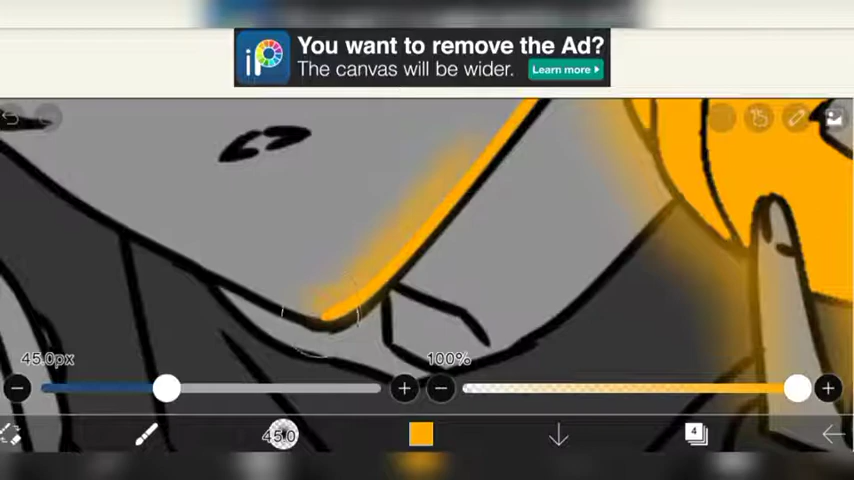 iP
You want to remove the Ad?
The canvas will be wider.
Learn more
45.0px
100%
45.0
4